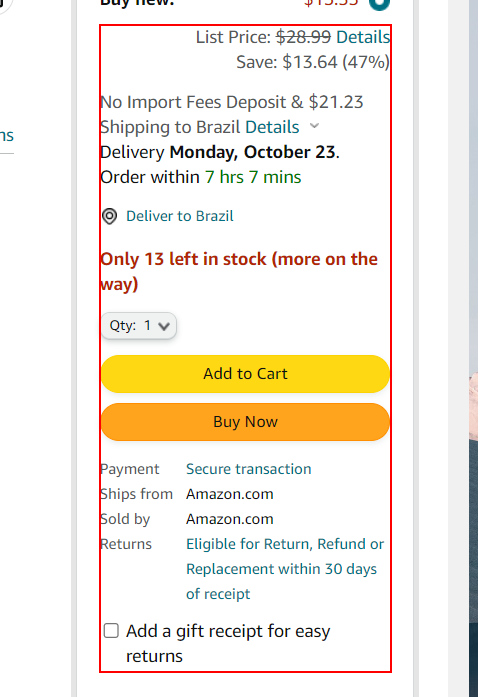 Buy new:
List Price: $28.99 Details
Save: $13.64 (47%)
No Import Fees Deposit & $21.23
Shipping to Brazil Details
Delivery Monday, October 23.
Order within 7 hrs 7 mins
Deliver to Brazil
Only 13 left in stock (more on the
way)
Qty: 1
Add to Cart
Buy Now
Payment Secure transaction
Ships from Amazon.com
Sold by Amazon.com
Returns Eligible for Return, Refund or
Replacement within 30 days
of receipt
Add a gift receipt for easy
returns